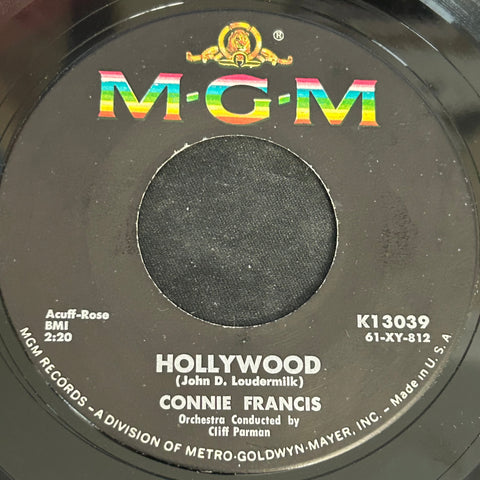 ®
M·G·M
Acuff-Rose
BMI
2:20
K13039
61-XY-812
HOLLYWOOD
(John D. Loudermilk)
CONNIE FRANCIS
Orchestra Conducted by
Cliff Parman
MGM RECORDS – A DIVISION OF METRO-GOLDWYN-MAYER, INC. – Made in U. S. A